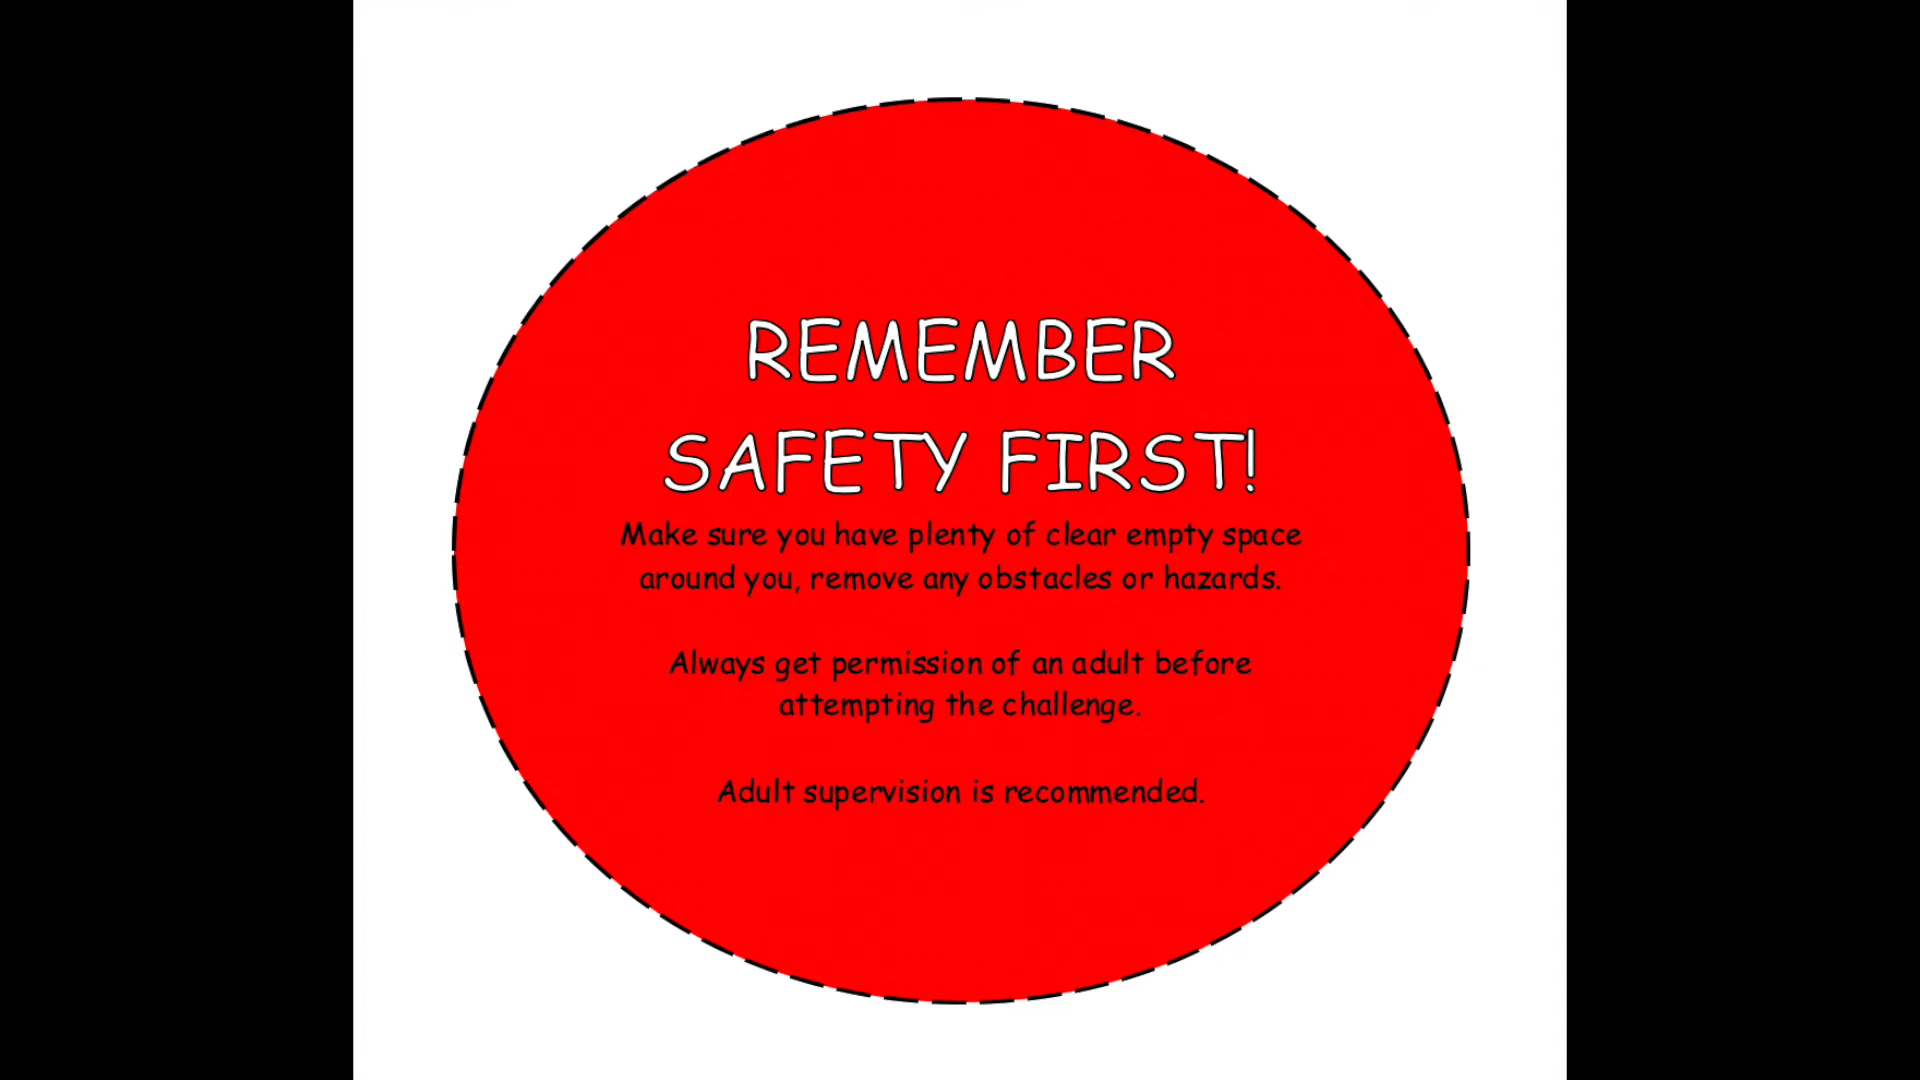 REMEMBER
SAFETY FIRST!
Make sure you have plenty of clear empty space
around you, remove any obstacles or hazards.
Always get permission of an adult before
attempting the challenge.
Adult supervision is recommended.